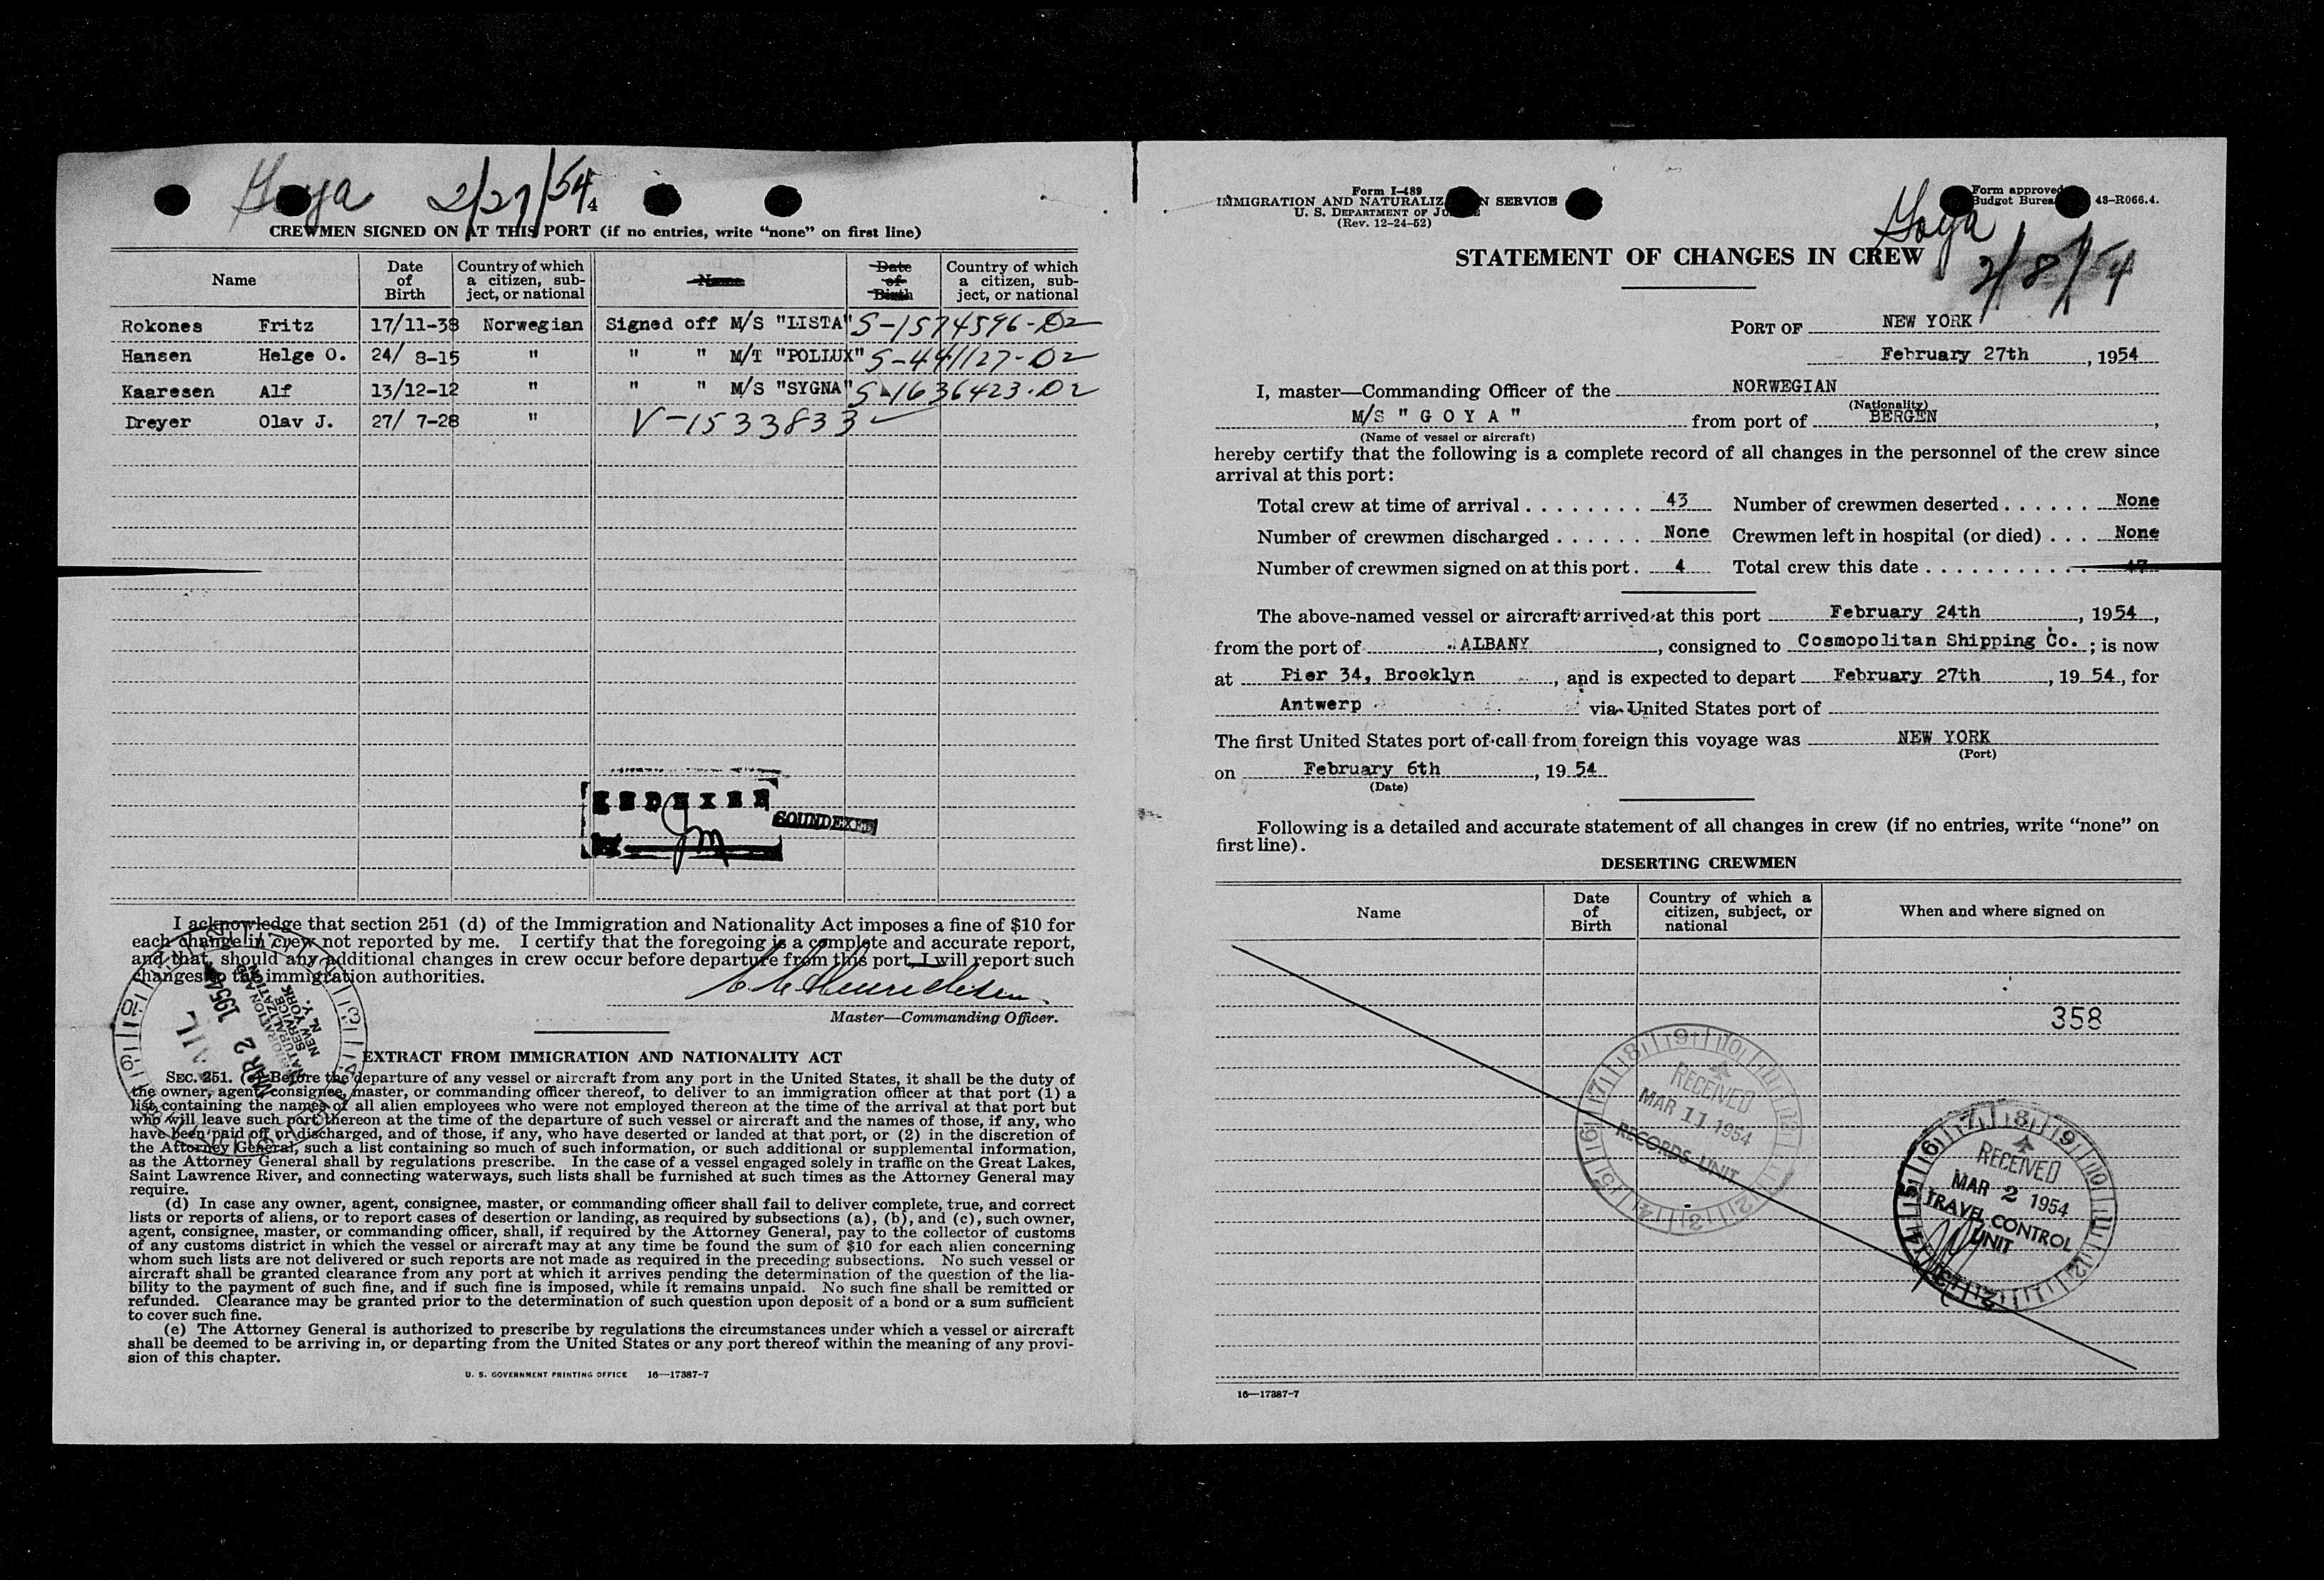 Goya 2/27/54
4
CREWMEN SIGNED ON AT THIS PORT (if no entries, write “none” on first line)
Name Date of Birth Country of which a citizen, subject, or national Name Date of Birth Country of which a citizen, subject, or national
Rokones Fritz 17/11-38 Norwegian Signed off M/S "LISTA" S-1574596-D2
Hansen Helge O. 24/ 8-15 " " " M/T "POLLUX" S-441127-D2
Kaaresen Alf 13/12-12 " " " M/S "SYGNA" S-1636423-D2
Dreyer Olav J. 27/ 7-28 " V-1533833
INDEXED
SOUNDEXED
I acknowledge that section 251 (d) of the Immigration and Nationality Act imposes a fine of $10 for
each change in crew not reported by me. I certify that the foregoing is a complete and accurate report,
and that, should any additional changes in crew occur before departure from this port, I will report such
changes to the immigration authorities.
Master—Commanding Officer.
MAR 2 1954
IMMIGRATION AND
NATURALIZATION
SERVICE
NEW YORK
N. Y.
EXTRACT FROM IMMIGRATION AND NATIONALITY ACT
SEC. 251. (c) Before the departure of any vessel or aircraft from any port in the United States, it shall be the duty of
the owner, agent, consignee, master, or commanding officer thereof, to deliver to an immigration officer at that port (1) a
list containing the names of all alien employees who were not employed thereon at the time of the arrival at that port but
who will leave such port thereon at the time of the departure of such vessel or aircraft and the names of those, if any, who
have been paid off or discharged, and of those, if any, who have deserted or landed at that port, or (2) in the discretion of
the Attorney General, such a list containing so much of such information, or such additional or supplemental information,
as the Attorney General shall by regulations prescribe. In the case of a vessel engaged solely in traffic on the Great Lakes,
Saint Lawrence River, and connecting waterways, such lists shall be furnished at such times as the Attorney General may
require.
(d) In case any owner, agent, consignee, master, or commanding officer shall fail to deliver complete, true, and correct
lists or reports of aliens, or to report cases of desertion or landing, as required by subsections (a), (b), and (c), such owner,
agent, consignee, master, or commanding officer, shall, if required by the Attorney General, pay to the collector of customs
of any customs district in which the vessel or aircraft may at any time be found the sum of $10 for each alien concerning
whom such lists are not delivered or such reports are not made as required in the preceding subsections. No such vessel or
aircraft shall be granted clearance from any port at which it arrives pending the determination of the question of the lia-
bility to the payment of such fine, and if such fine is imposed, while it remains unpaid. No such fine shall be remitted or
refunded. Clearance may be granted prior to the determination of such question upon deposit of a bond or a sum sufficient
to cover such fine.
(e) The Attorney General is authorized to prescribe by regulations the circumstances under which a vessel or aircraft
shall be deemed to be arriving in, or departing from the United States or any port thereof within the meaning of any provi-
sion of this chapter.
U. S. GOVERNMENT PRINTING OFFICE 16—17387-7
Form I-489
IMMIGRATION AND NATURALIZATION SERVICE
U. S. DEPARTMENT OF JUSTICE
(Rev. 12-24-52)
Form approved
Budget Bureau 43-R066.4.
Goya 2/8/54
STATEMENT OF CHANGES IN CREW
PORT OF NEW YORK
February 27th, 1954
I, master—Commanding Officer of the NORWEGIAN
(Nationality)
M/S " G O Y A " from port of BERGEN,
(Name of vessel or aircraft)
hereby certify that the following is a complete record of all changes in the personnel of the crew since
arrival at this port:
Total crew at time of arrival . . . . . . . . 43 Number of crewmen deserted . . . . . . None
Number of crewmen discharged . . . . . . None Crewmen left in hospital (or died) . . . None
Number of crewmen signed on at this port . 4 Total crew this date . . . . . . . . . . . 47
The above-named vessel or aircraft arrived at this port February 24th, 1954,
from the port of ALBANY, consigned to Cosmopolitan Shipping Co.; is now
at Pier 34, Brooklyn, and is expected to depart February 27th, 1954, for
Antwerp via United States port of
The first United States port of call from foreign this voyage was NEW YORK
(Port)
on February 6th, 1954
(Date)
Following is a detailed and accurate statement of all changes in crew (if no entries, write “none” on
first line).
DESERTING CREWMEN
Name Date of Birth Country of which a citizen, subject, or national When and where signed on
358
RECEIVED
MAR 11 1954
RECORDS UNIT
RECEIVED
MAR 2 1954
TRAVEL CONTROL
UNIT
16—17387-7